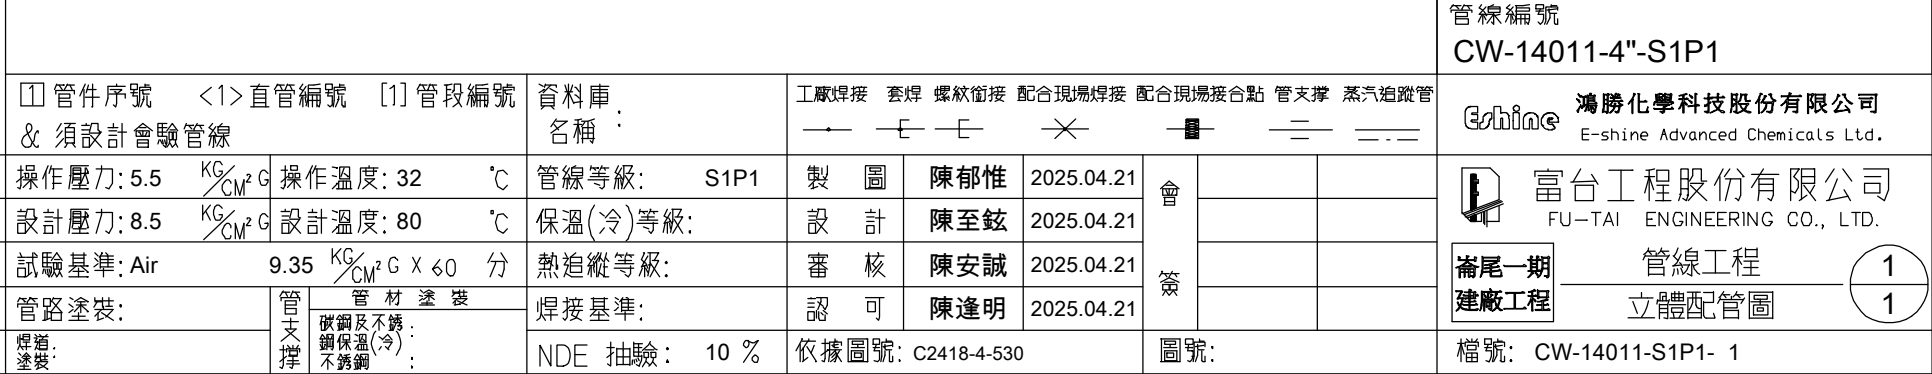 管線編號
CW-14011-4"-S1P1
1 管件序號 <1>直管編號 [1]管段編號
& 須設計會驗管線
資料庫名稱:
工廠焊接 套焊 螺紋銜接 配合現場焊接 配合現場接合點 管支撐 蒸汽追蹤管
Eshine 鴻勝化學科技股份有限公司
E-shine Advanced Chemicals Ltd.
操作壓力: 5.5 KG/CM² G 操作溫度: 32 °C 管線等級: S1P1 製圖 陳郁惟 2025.04.21
設計壓力: 8.5 KG/CM² G 設計溫度: 80 °C 保溫(冷)等級: 設計 陳至鉉 2025.04.21
試驗基準: Air 9.35 KG/CM² G X 60 分 熱追縱等級: 審核 陳安誠 2025.04.21
管路塗裝: 管支撐 管材塗裝 焊接基準: 認可 陳逢明 2025.04.21
會簽
碳鋼及不銹鋼保溫(冷):
不銹鋼:
焊道塗裝:
NDE 抽驗: 10 % 依據圖號: C2418-4-530 圖號:
富台工程股份有限公司
FU-TAI ENGINEERING CO., LTD.
崙尾一期
建廠工程
管線工程
立體配管圖
1
1
檔號: CW-14011-S1P1- 1